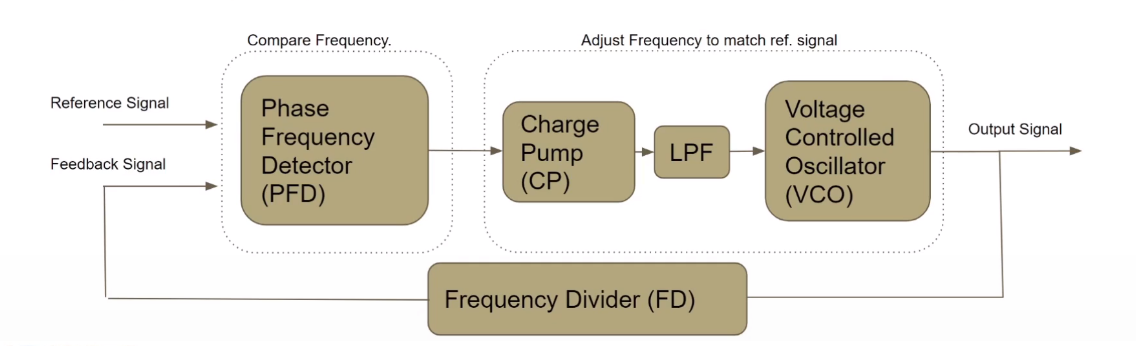 Compare Frequency.
Adjust Frequency to match ref. signal
Reference Signal
Feedback Signal
Phase
Frequency
Detector
(PFD)
Charge
Pump
(CP)
LPF
Voltage
Controlled
Oscillator
(VCO)
Output Signal
Frequency Divider (FD)